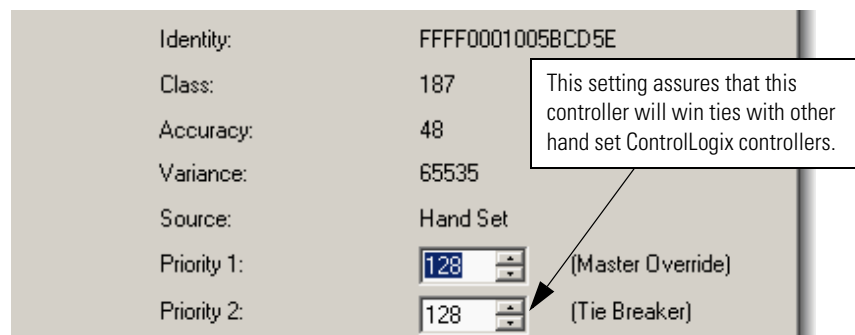 Identity: FFFF0001005BCD5E
Class: 187
This setting assures that this
controller will win ties with other
hand set ControlLogix controllers.
Accuracy: 48
Variance: 65535
Source: Hand Set
Priority 1: 128 (Master Override)
Priority 2: 128 (Tie Breaker)